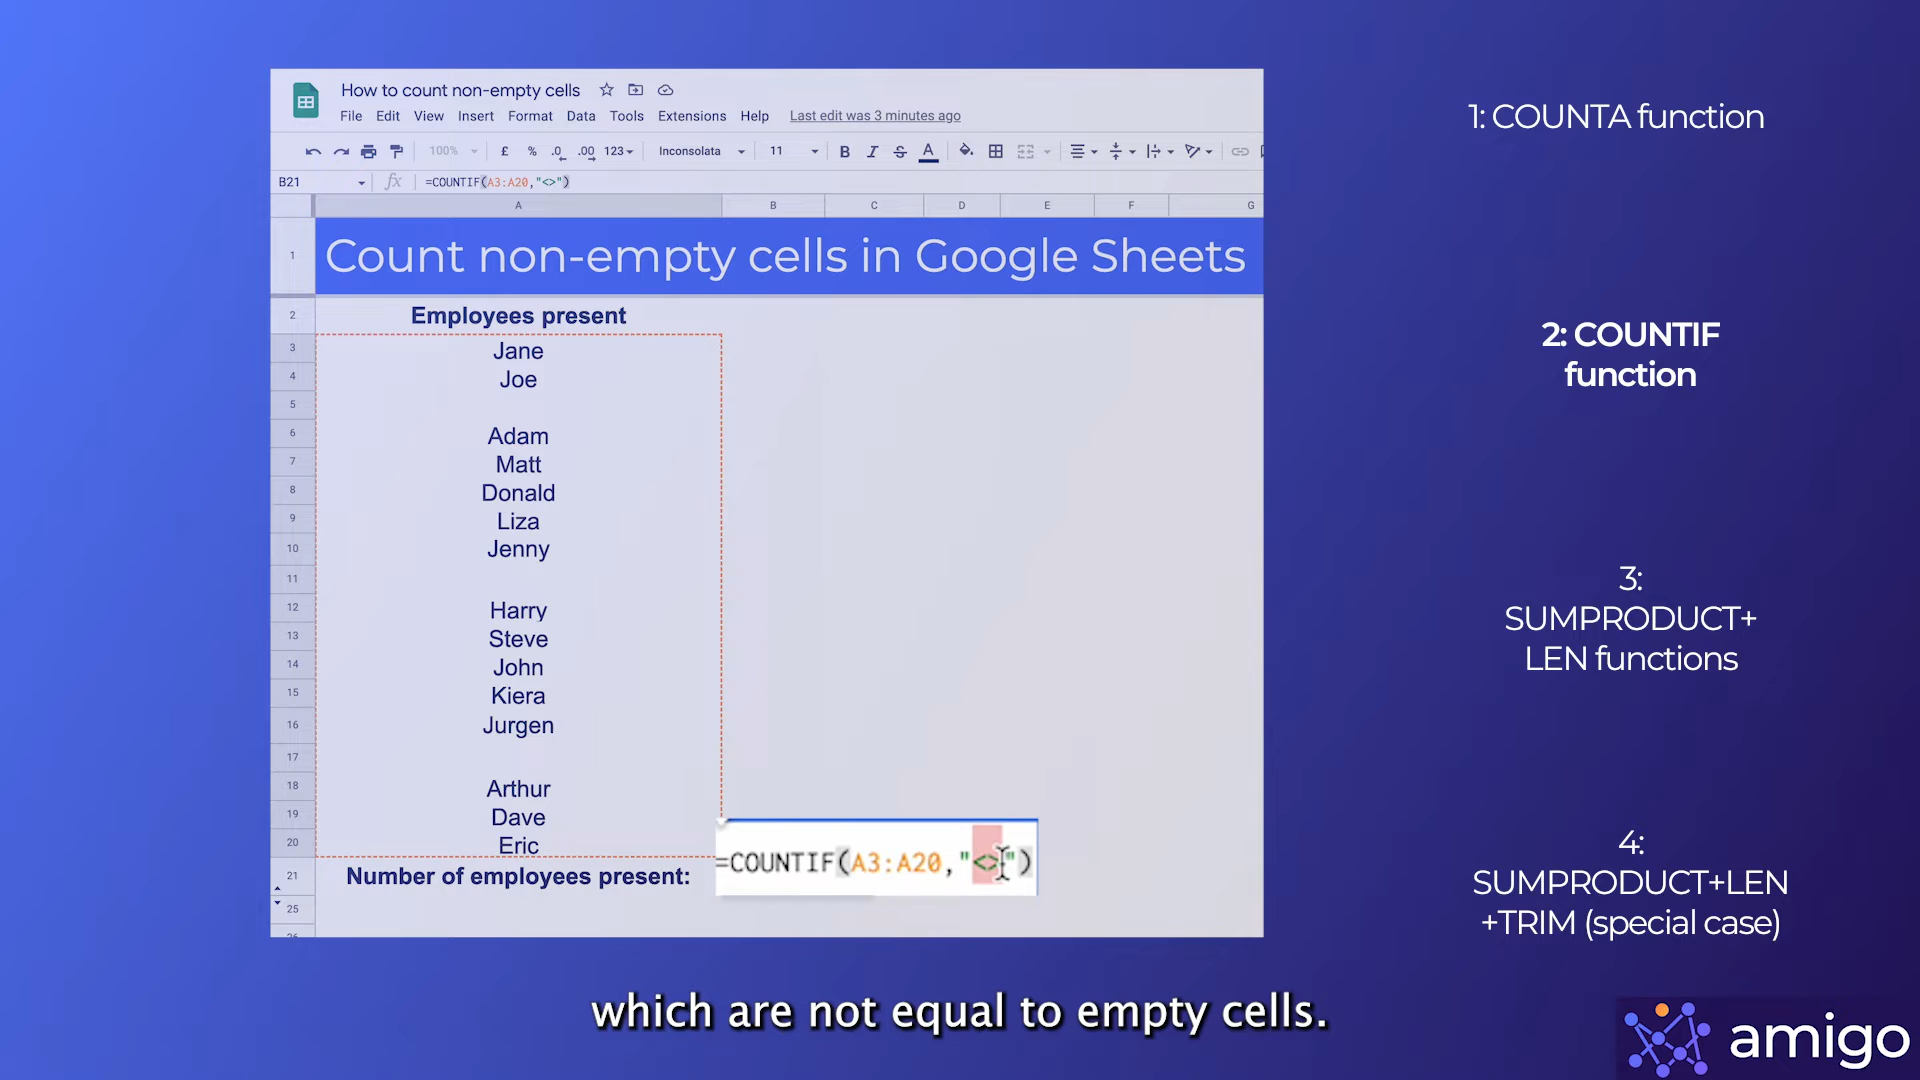 How to count non-empty cells
File Edit View Insert Format Data Tools Extensions Help Last edit was 3 minutes ago
100% £ % .0 .00 123 Inconsolata 11 B I S A
B21 fx =COUNTIF(A3:A20,"<>")
A B C D E F G
1 Count non-empty cells in Google Sheets
2 Employees present
3 Jane
4 Joe
5
6 Adam
7 Matt
8 Donald
9 Liza
10 Jenny
11
12 Harry
13 Steve
14 John
15 Kiera
16 Jurgen
17
18 Arthur
19 Dave
20 Eric
21 Number of employees present: =COUNTIF(A3:A20,"<>")
25
1: COUNTA function
2: COUNTIF
function
3:
SUMPRODUCT+
LEN functions
4:
SUMPRODUCT+LEN
+TRIM (special case)
which are not equal to empty cells.
amigo